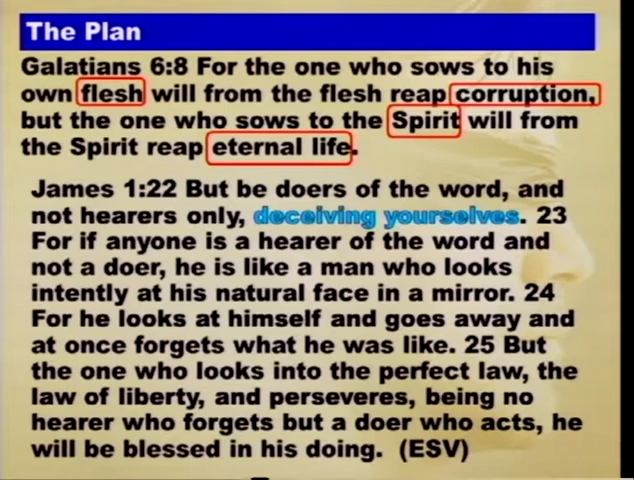 The Plan
Galatians 6:8 For the one who sows to his
own flesh will from the flesh reap corruption,
but the one who sows to the Spirit will from
the Spirit reap eternal life.
James 1:22 But be doers of the word, and
not hearers only, deceiving yourselves. 23
For if anyone is a hearer of the word and
not a doer, he is like a man who looks
intently at his natural face in a mirror. 24
For he looks at himself and goes away and
at once forgets what he was like. 25 But
the one who looks into the perfect law, the
law of liberty, and perseveres, being no
hearer who forgets but a doer who acts, he
will be blessed in his doing. (ESV)